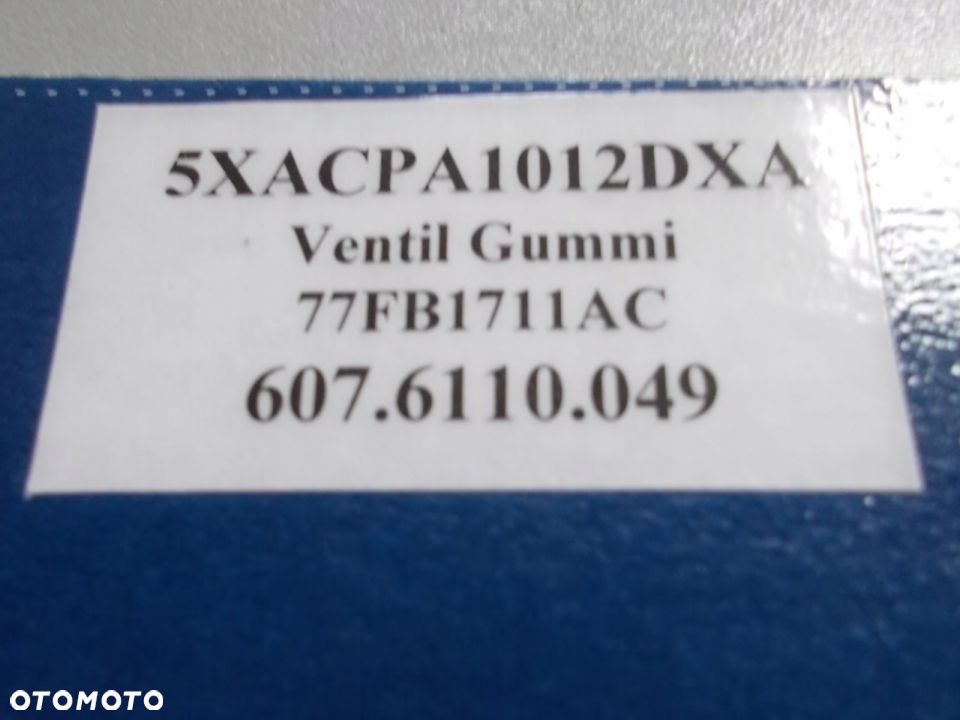 5XACPA1012DXA
Ventil Gummi
77FB1711AC
607.6110.049
OTOMOTO